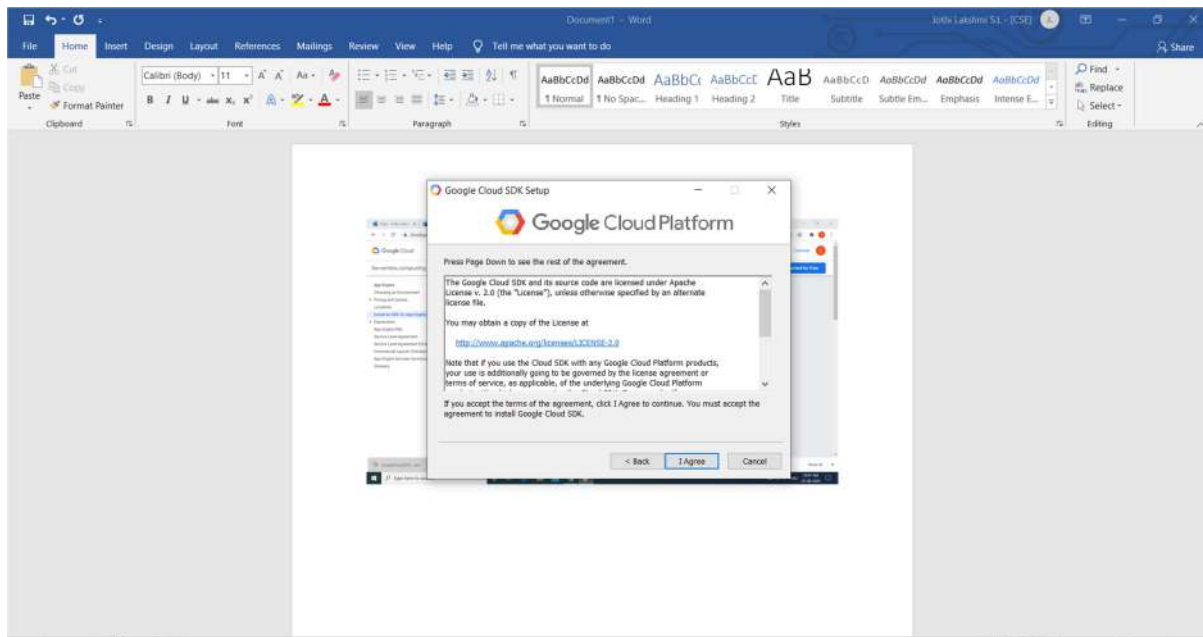 Document1 - Word
Jothi Lakshmi S.L - [CSE]
File Home Insert Design Layout References Mailings Review View Help Tell me what you want to do Share
Paste
Cut
Copy
Format Painter
Clipboard
Calibri (Body) 11
Font
Paragraph
AaBbCcDd AaBbCcDd AaBbCc AaBbCcE AaB AaBbCcD AaBbCcDd AaBbCcDd AaBbCcDd
¶ Normal ¶ No Spac... Heading 1 Heading 2 Title Subtitle Subtle Em... Emphasis Intense E...
Styles
Find
Replace
Select
Editing
Google Cloud SDK Setup
Google Cloud Platform
Press Page Down to see the rest of the agreement.
The Google Cloud SDK and its source code are licensed under Apache
License v. 2.0 (the "License"), unless otherwise specified by an alternate
license file.
You may obtain a copy of the License at
http://www.apache.org/licenses/LICENSE-2.0
Note that if you use the Cloud SDK with any Google Cloud Platform products,
your use is additionally going to be governed by the license agreement or
terms of service, as applicable, of the underlying Google Cloud Platform
If you accept the terms of the agreement, click I Agree to continue. You must accept the
agreement to install Google Cloud SDK.
< Back I Agree Cancel
Google Cloud
App Engine